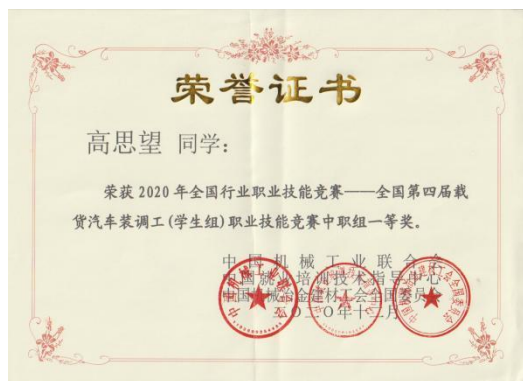 荣誉证书
高思望 同学:
荣获2020年全国行业职业技能竞赛——全国第四届载
货汽车装调工(学生组)职业技能竞赛中职组一等奖。
中国机械工业联合会
中国就业培训技术指导中心
中国机械冶金建材工会全国委员会
二〇二〇年十二月